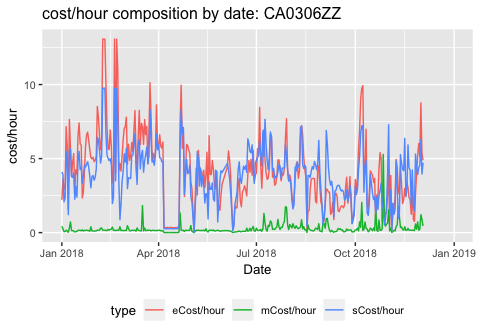 cost/hour composition by date: CA0306ZZ
cost/hour
10
5
0
Jan 2018 Apr 2018 Jul 2018 Oct 2018 Jan 2019
Date
type eCost/hour mCost/hour sCost/hour